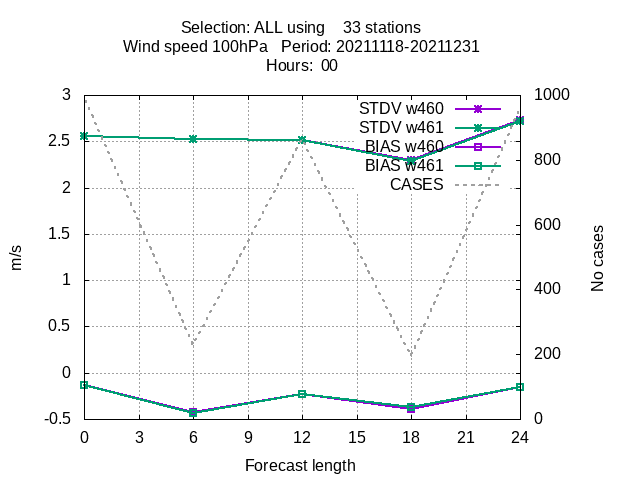 Selection: ALL using    33 stations
Wind speed 100hPa   Period: 20211118-20211231
Hours:  00
STDV w460
STDV w461
BIAS w460
BIAS w461
CASES
3
2.5
2
1.5
1
0.5
0
-0.5
m/s
1000
800
600
400
200
0
No cases
0 3 6 9 12 15 18 21 24
Forecast length